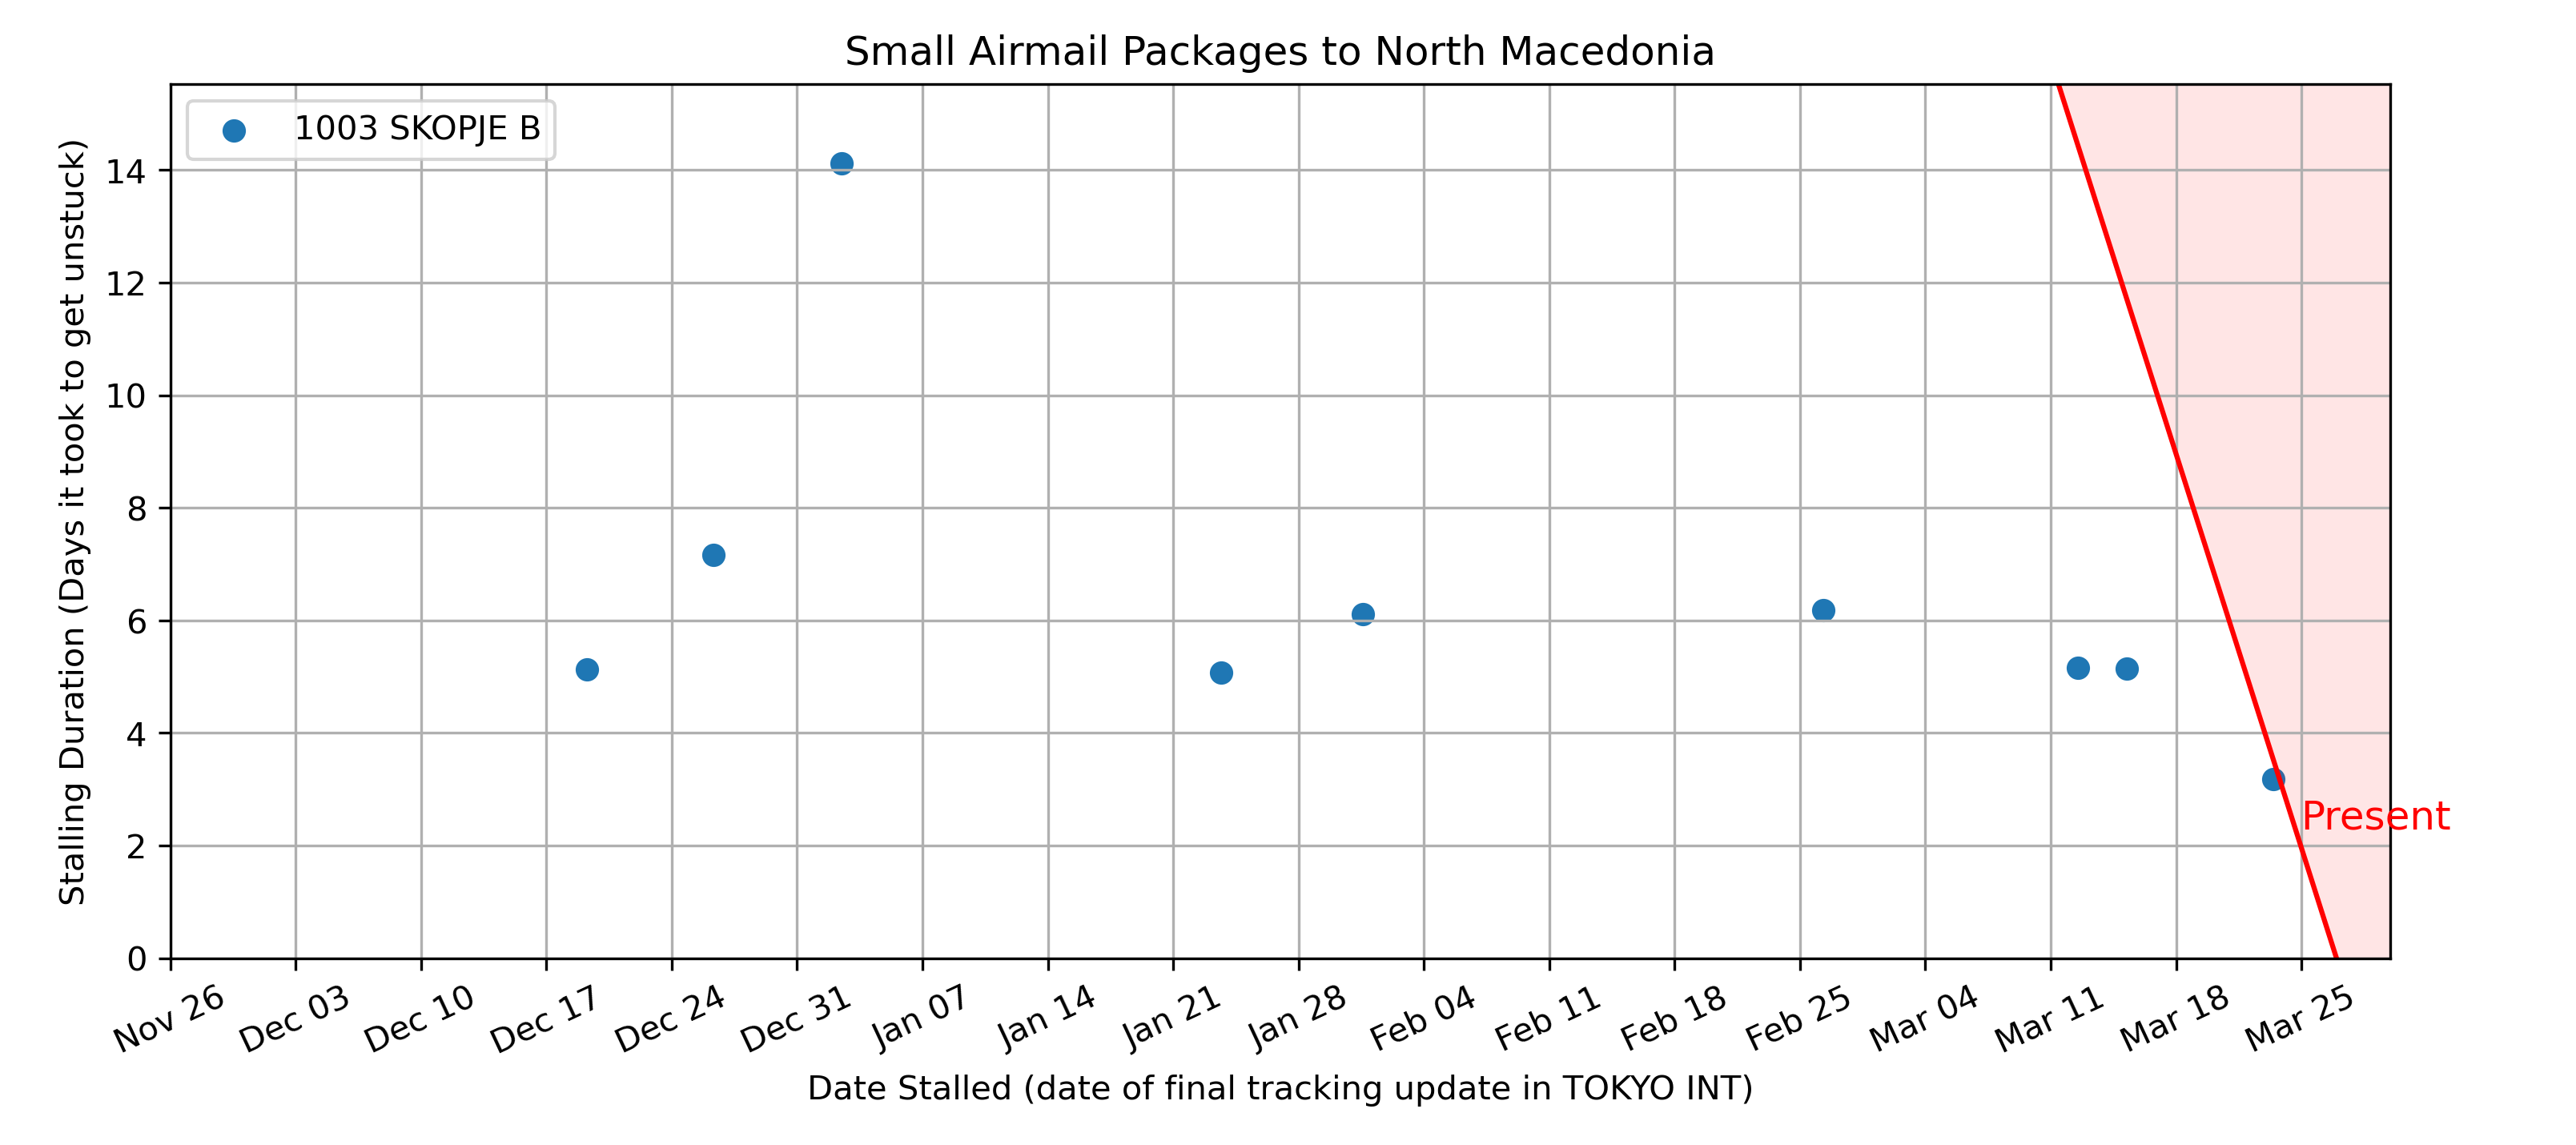 Small Airmail Packages to North Macedonia
1003 SKOPJE B
Stalling Duration (Days it took to get unstuck)
14
12
10
8
6
4
2
0
Present
Nov 26
Dec 03
Dec 10
Dec 17
Dec 24
Dec 31
Jan 07
Jan 14
Jan 21
Jan 28
Feb 04
Feb 11
Feb 18
Feb 25
Mar 04
Mar 11
Mar 18
Mar 25
Date Stalled (date of final tracking update in TOKYO INT)